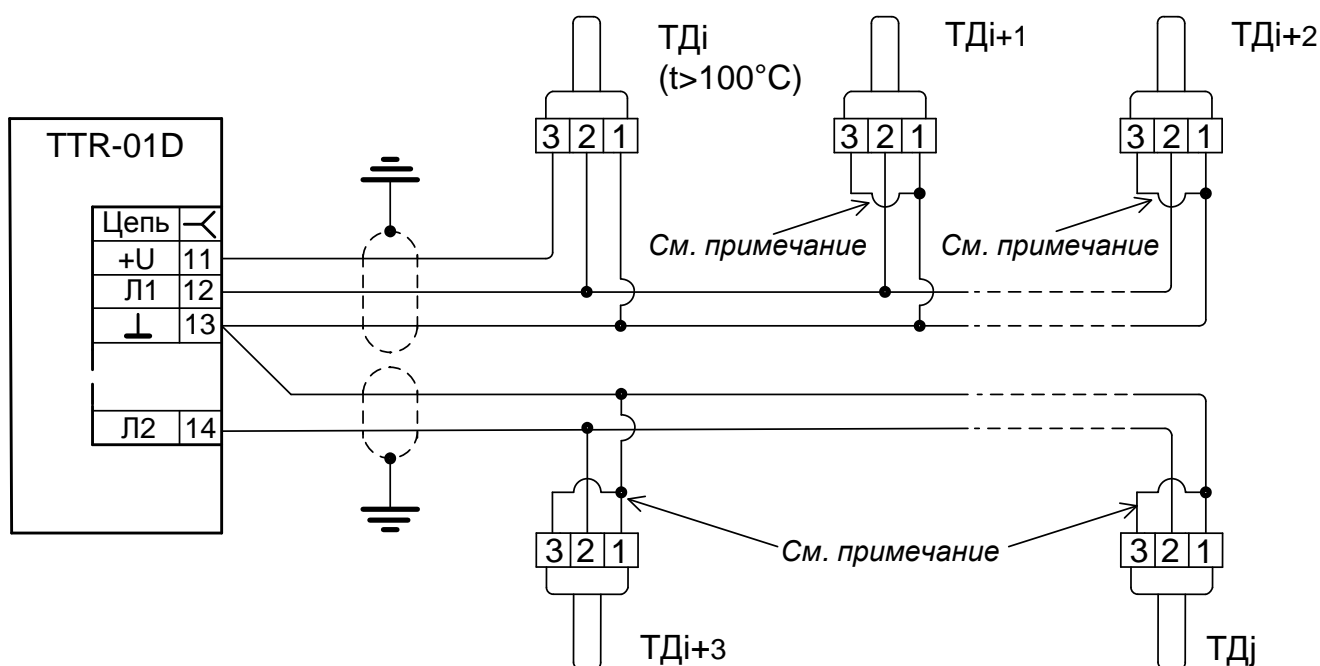 ТДi
(t>100°C)
ТДi+1
ТДi+2
3 2 1
3 2 1
3 2 1
TTR-01D
Цепь
+U 11
Л1 12
⊥ 13
Л2 14
См. примечание
См. примечание
3 2 1
См. примечание
3 2 1
ТДi+3
ТДj